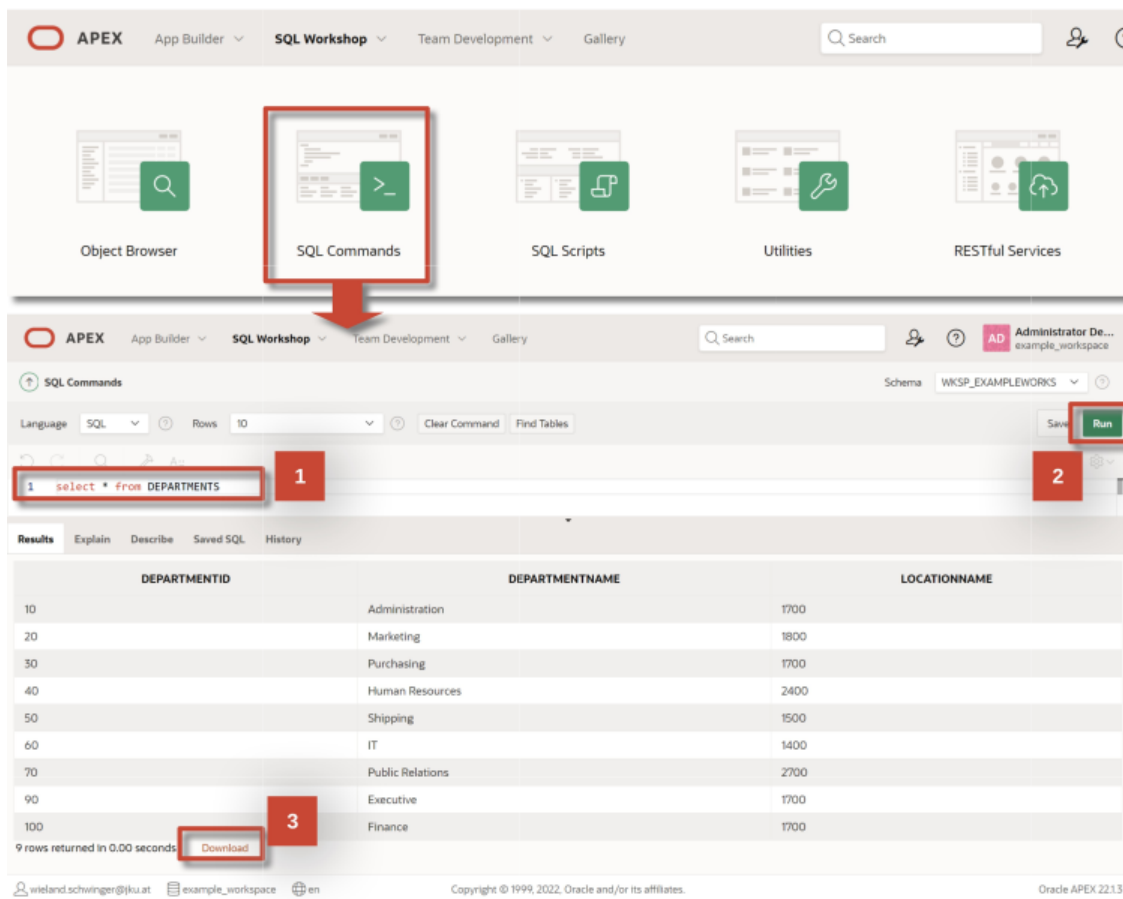 APEX App Builder SQL Workshop Team Development Gallery Search
>_
Object Browser SQL Commands SQL Scripts Utilities RESTful Services
APEX App Builder SQL Workshop Team Development Gallery Search ? AD Administrator De...
example_workspace
SQL Commands Schema WKSP_EXAMPLEWORKS ?
Language SQL ? Rows 10 ? Clear Command Find Tables Save Run
1 2
1 select * from DEPARTMENTS
Results Explain Describe Saved SQL History
DEPARTMENTID DEPARTMENTNAME LOCATIONNAME
10 Administration 1700
20 Marketing 1800
30 Purchasing 1700
40 Human Resources 2400
50 Shipping 1500
60 IT 1400
70 Public Relations 2700
90 Executive 1700
100 Finance 1700
3
9 rows returned in 0.00 seconds Download
wieland.schwinger@jku.at example_workspace en Copyright © 1999, 2022, Oracle and/or its affiliates. Oracle APEX 22.1.3